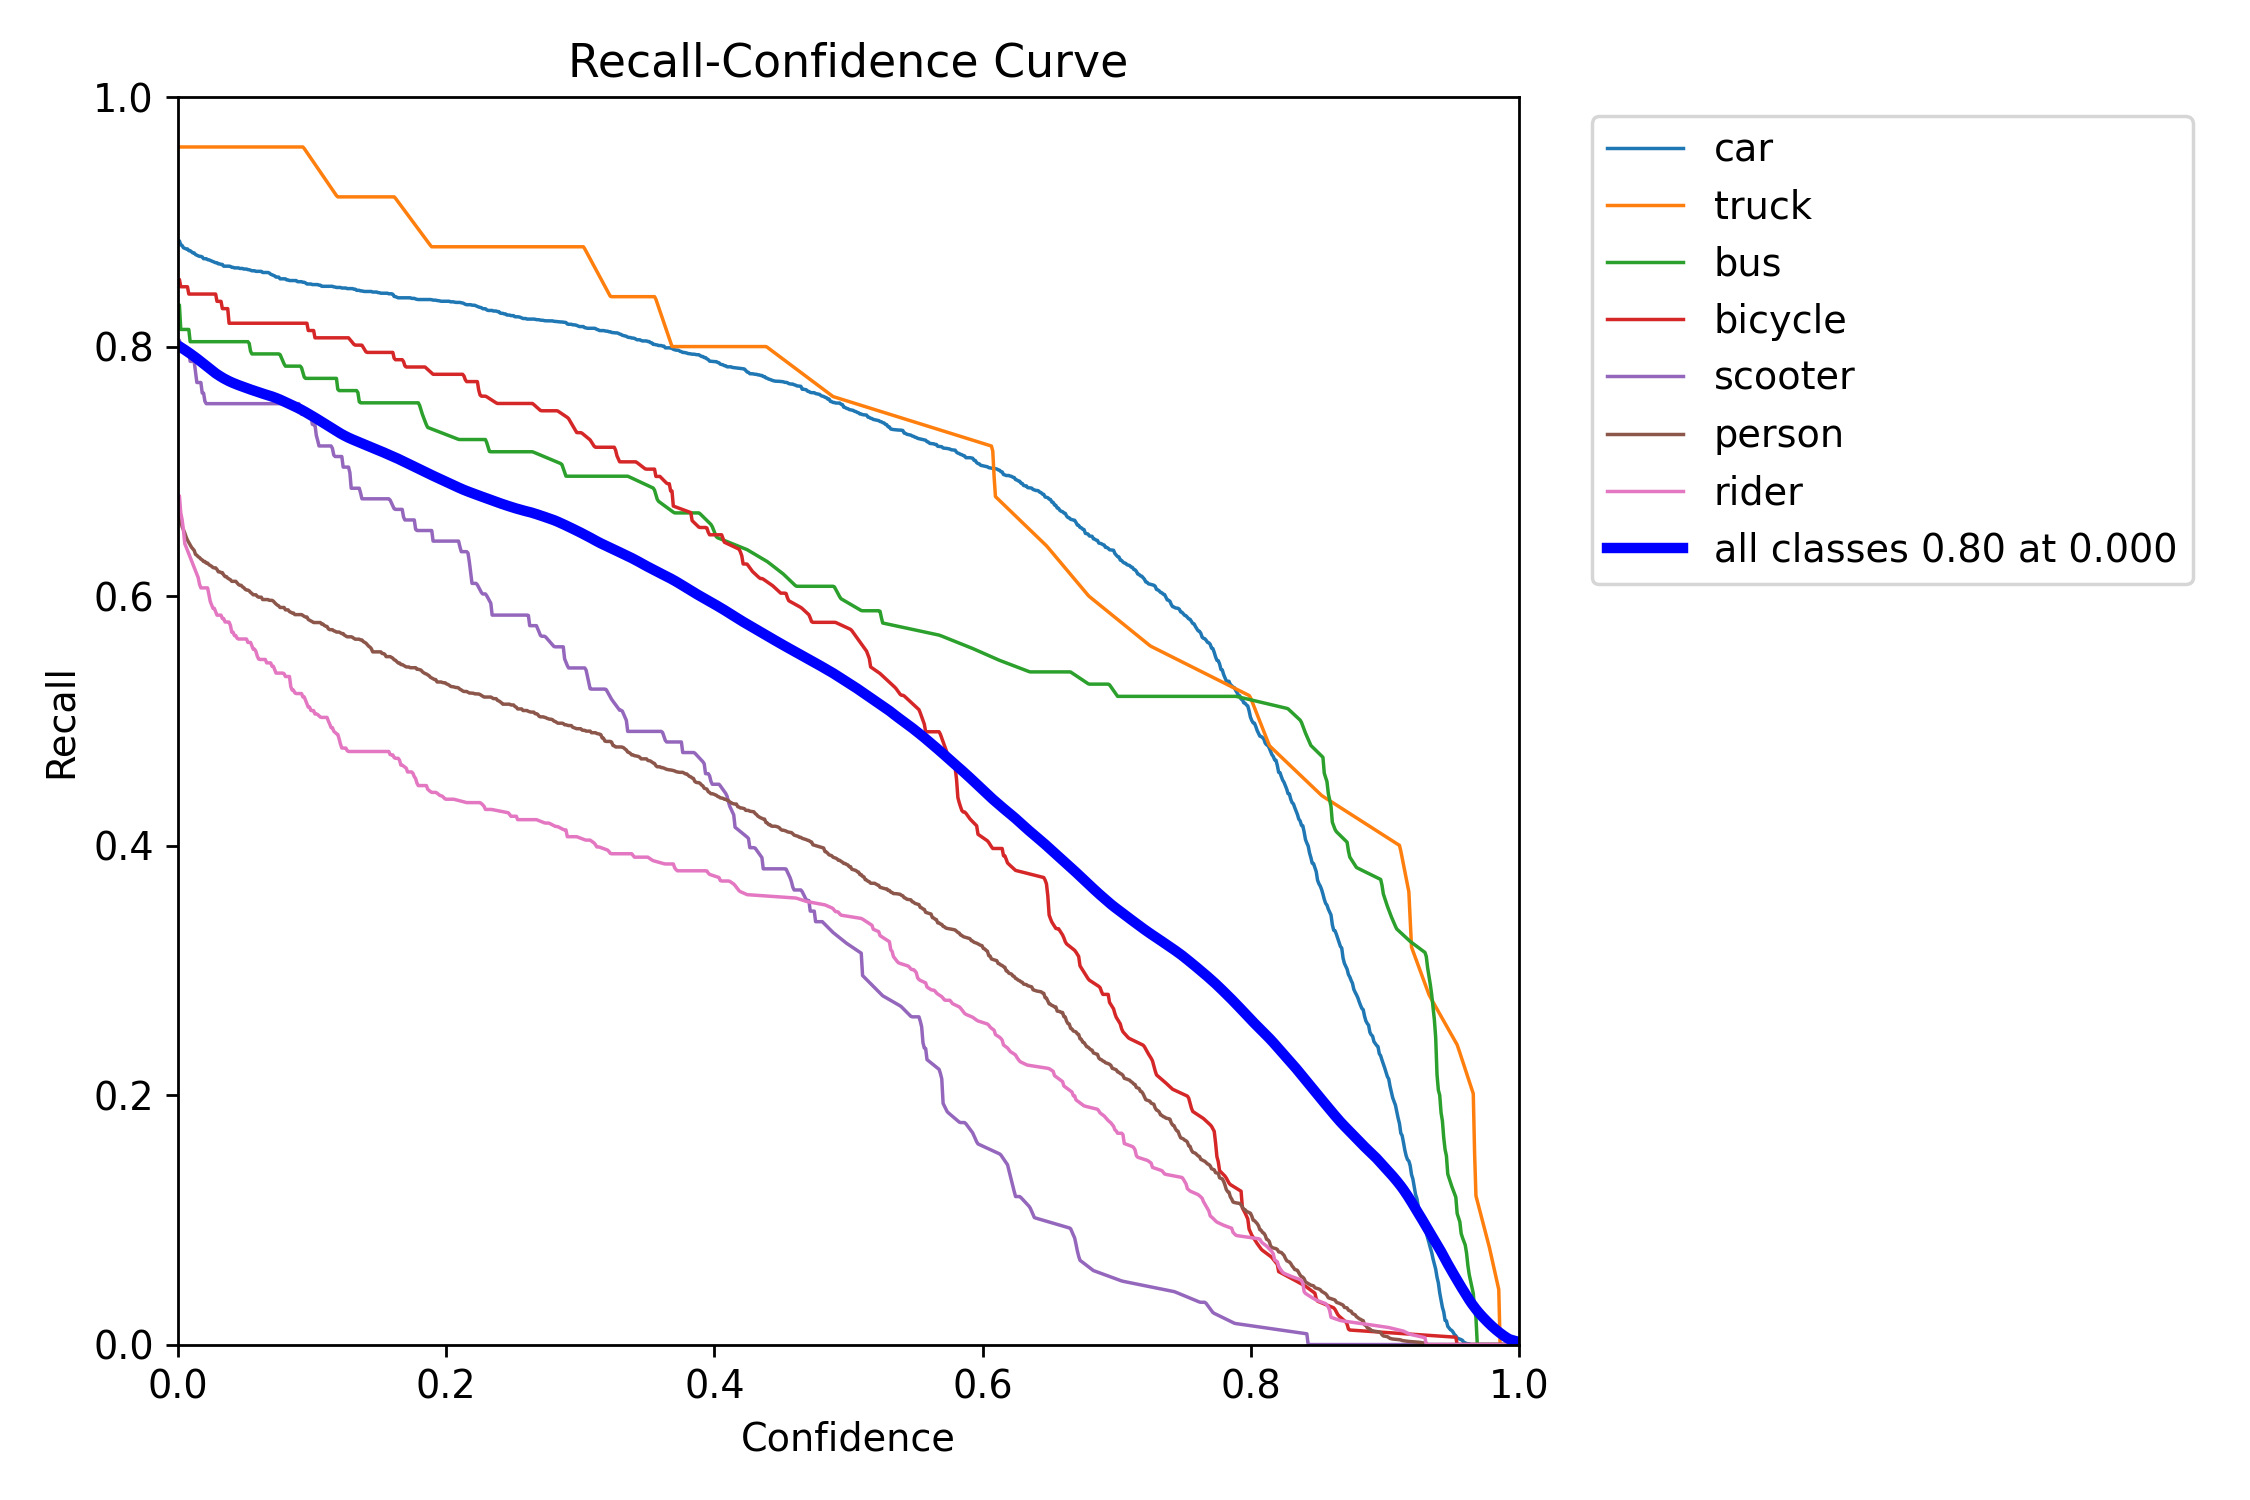 Recall-Confidence Curve
1.0
0.8
0.6
0.4
0.2
0.0
Recall
0.0 0.2 0.4 0.6 0.8 1.0
Confidence
car
truck
bus
bicycle
scooter
person
rider
all classes 0.80 at 0.000